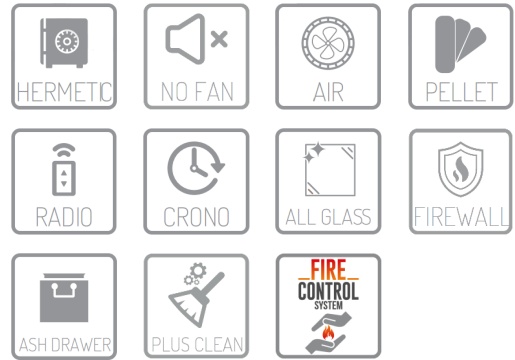 HERMETIC
NO FAN
AIR
PELLET
RADIO
CRONO
ALL GLASS
FIREWALL
ASH DRAWER
PLUS CLEAN
FIRE
CONTROL
SYSTEM